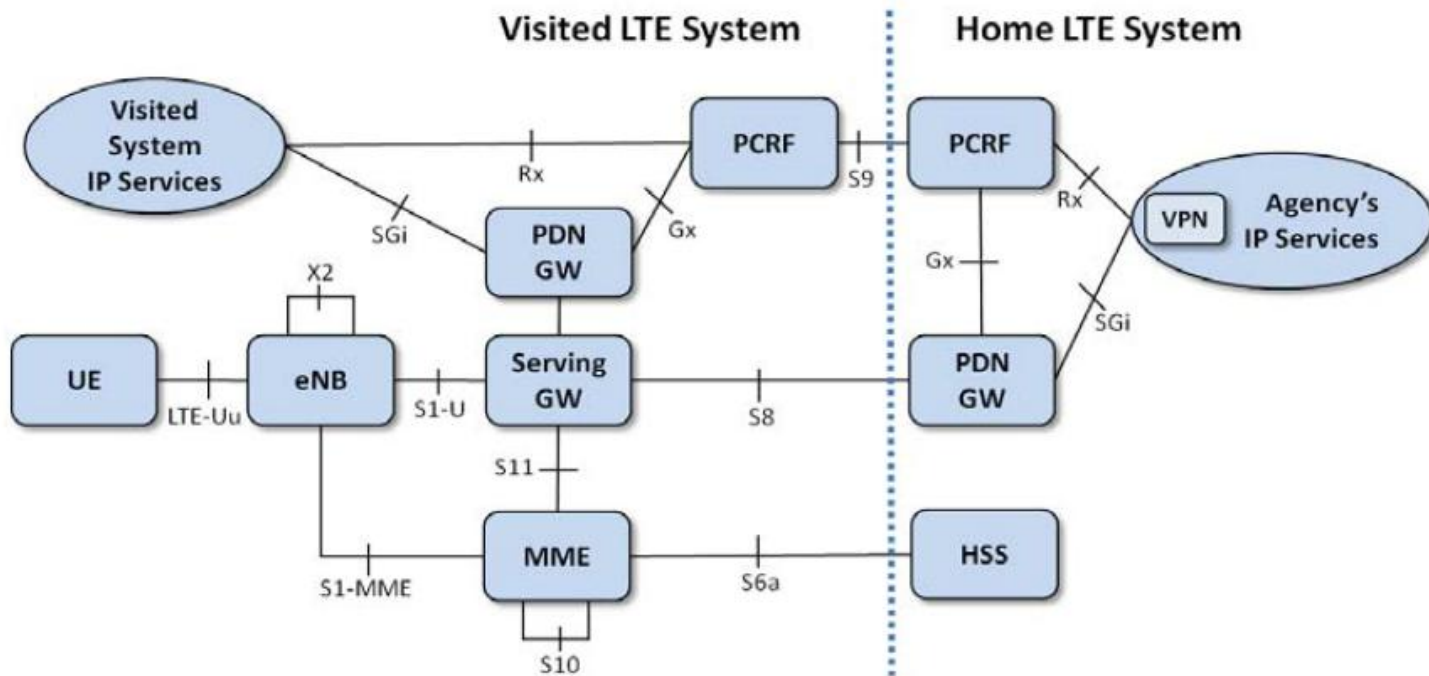 Visited LTE System
Home LTE System
Visited
System
IP Services
Rx
PCRF
S9
PCRF
Rx
VPN
Agency's
IP Services
SGi
PDN
GW
Gx
Gx
SGi
X2
UE
LTE-Uu
eNB
S1-U
Serving
GW
S8
PDN
GW
S11
S1-MME
MME
S6a
HSS
S10